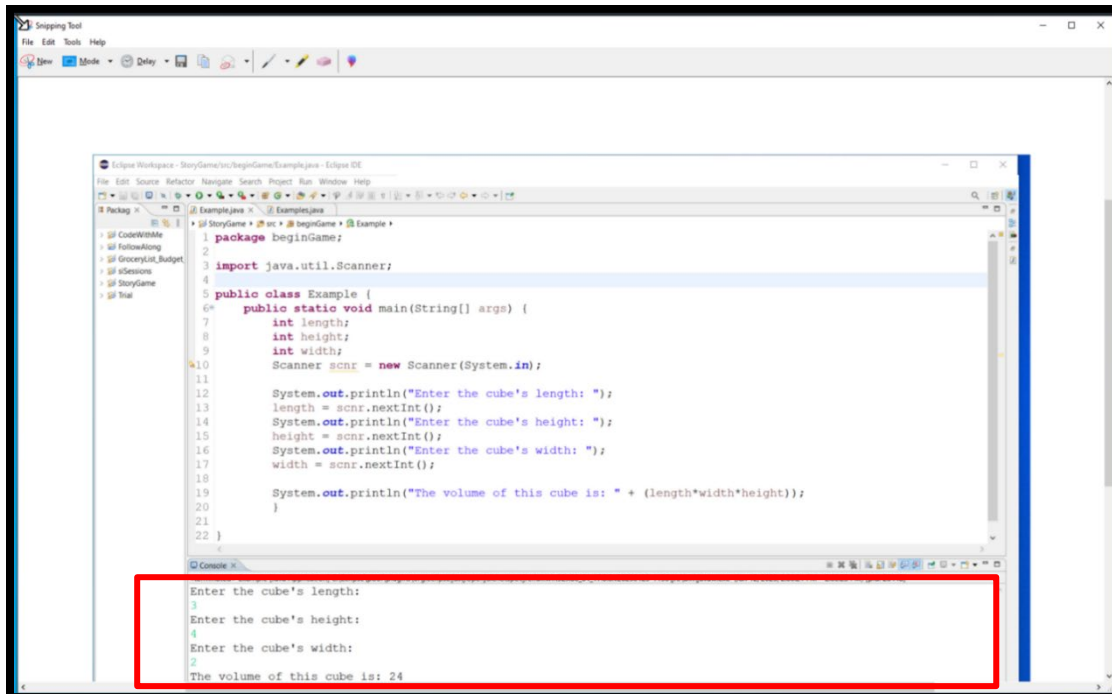 Snipping Tool
File Edit Tools Help
New Mode Delay
Eclipse Workspace - StoryGame/src/beginGame/Example.java - Eclipse IDE
File Edit Source Refactor Navigate Search Project Run Window Help
Packag Example.java Examples.java
StoryGame src beginGame Example
CodeWithMe
FollowAlong
GroceryList_Budget
siSessions
StoryGame
Trial
1 package beginGame;
2
3 import java.util.Scanner;
4
5 public class Example {
6 public static void main(String[] args) {
7 int length;
8 int height;
9 int width;
10 Scanner scnr = new Scanner(System.in);
11
12 System.out.println("Enter the cube's length: ");
13 length = scnr.nextInt();
14 System.out.println("Enter the cube's height: ");
15 height = scnr.nextInt();
16 System.out.println("Enter the cube's width: ");
17 width = scnr.nextInt();
18
19 System.out.println("The volume of this cube is: " + (length*width*height));
20 }
21
22 }
Console
Enter the cube's length:
3
Enter the cube's height:
4
Enter the cube's width:
2
The volume of this cube is: 24